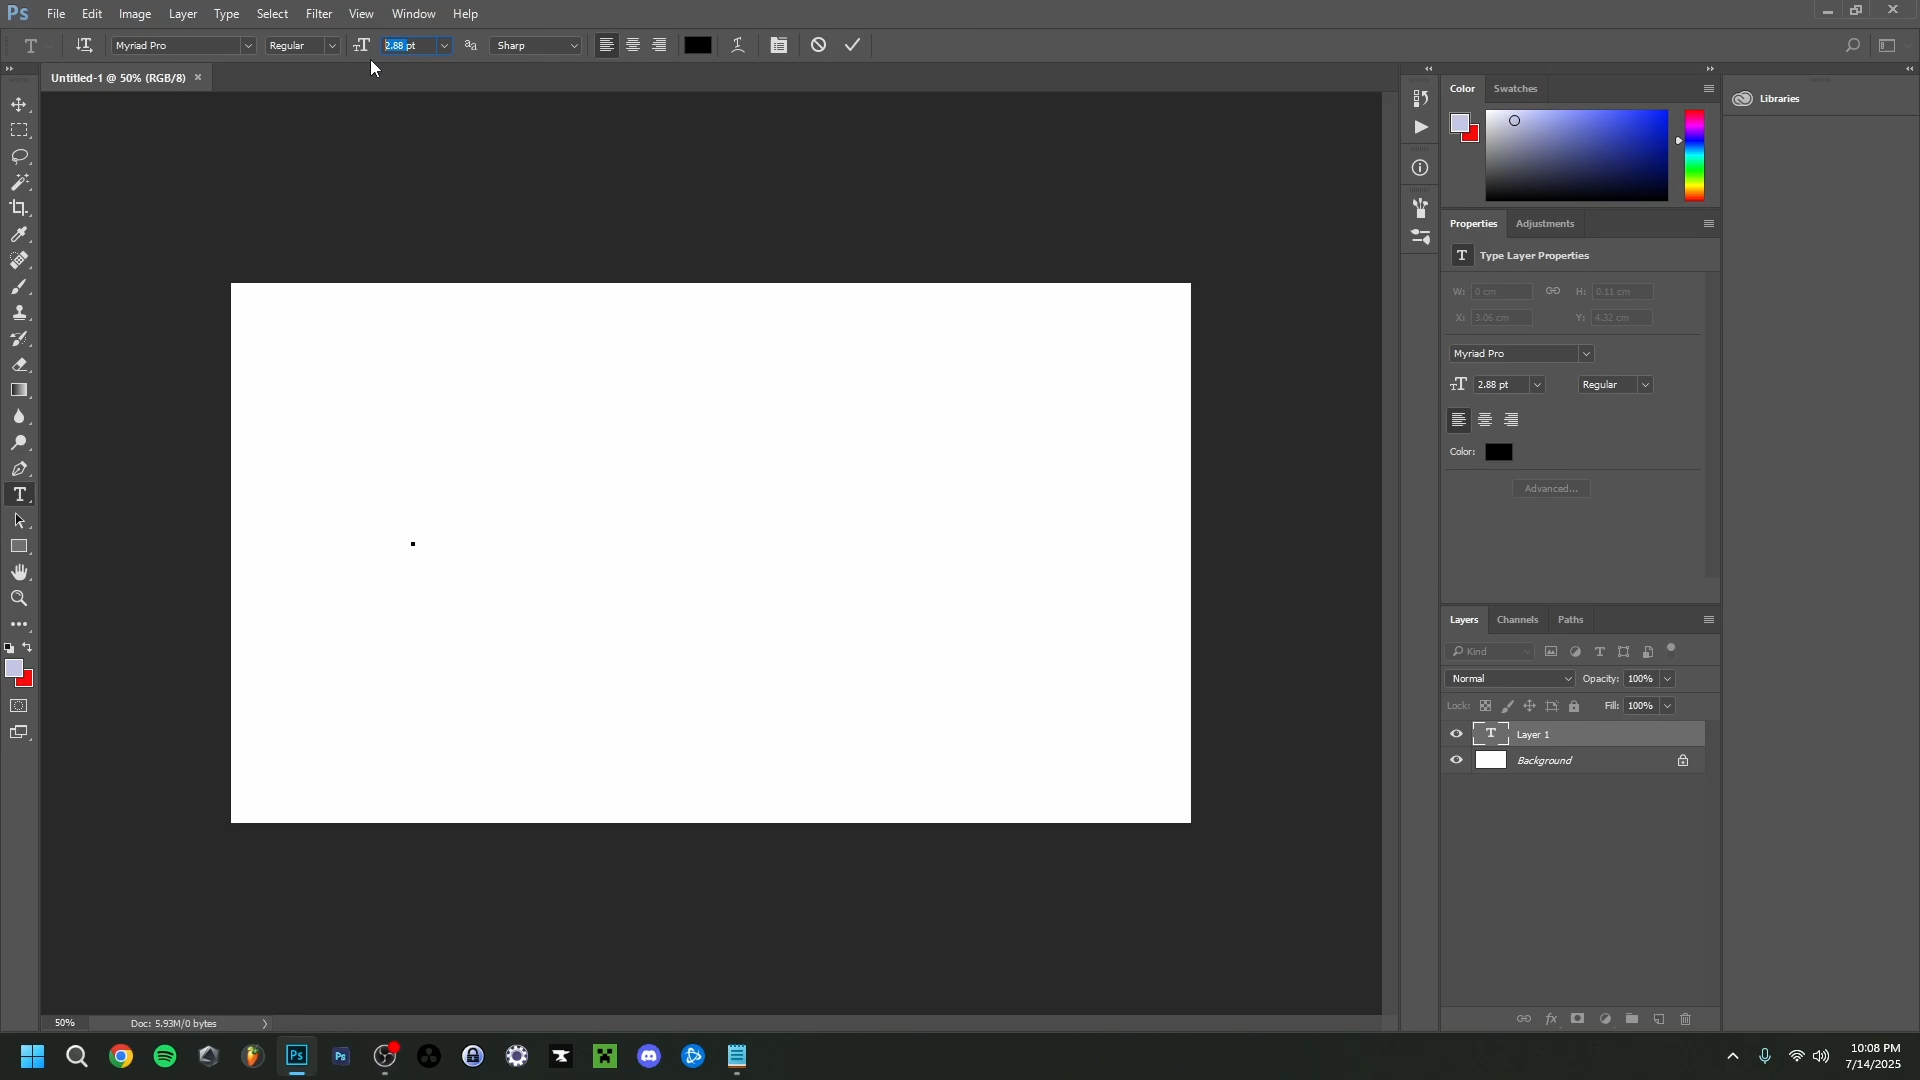 Ps File Edit Image Layer Type Select Filter View Window Help
Myriad Pro Regular 2.88 pt Sharp
Untitled-1 @ 50% (RGB/8)
Color Swatches
Libraries
Properties Adjustments
Type Layer Properties
W: 0 cm H: 0.11 cm
X: 3.06 cm Y: 4.32 cm
Myriad Pro
2.88 pt Regular
Color:
Advanced...
Layers Channels Paths
Kind
Normal Opacity: 100%
Lock: Fill: 100%
Layer 1
Background
50% Doc: 5.93M/0 bytes
10:08 PM
7/14/2025